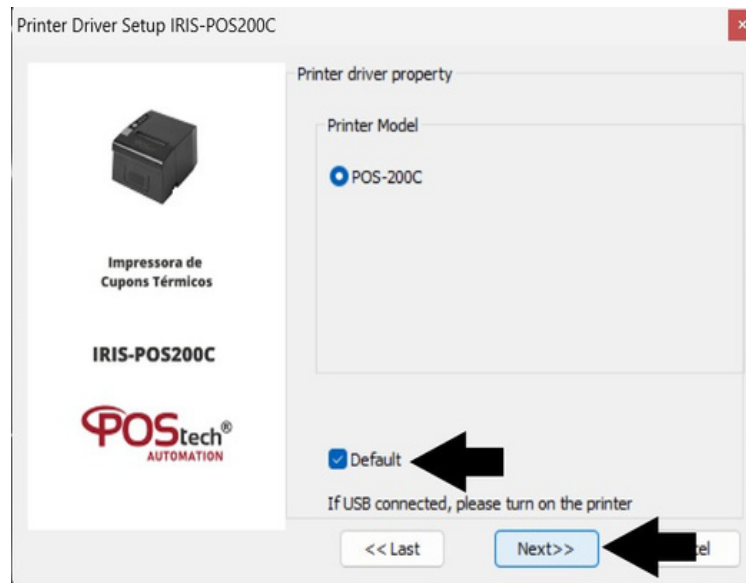 Printer Driver Setup IRIS-POS200C
Printer driver property
Printer Model
POS-200C
Impressora de
Cupons Térmicos
IRIS-POS200C
POStech®
AUTOMATION
Default
If USB connected, please turn on the printer
<< Last
Next>>